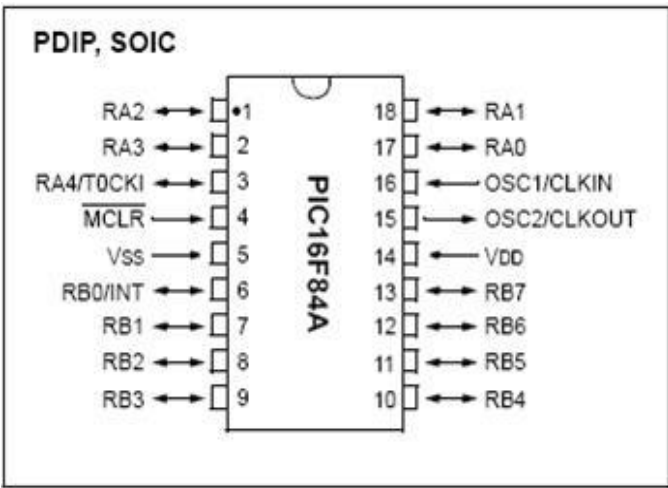 PDIP, SOIC
RA2 1 18 RA1
RA3 2 17 RA0
RA4/T0CKI 3 16 OSC1/CLKIN
MCLR 4 15 OSC2/CLKOUT
VSS 5 14 VDD
RB0/INT 6 13 RB7
RB1 7 12 RB6
RB2 8 11 RB5
RB3 9 10 RB4
PIC16F84A